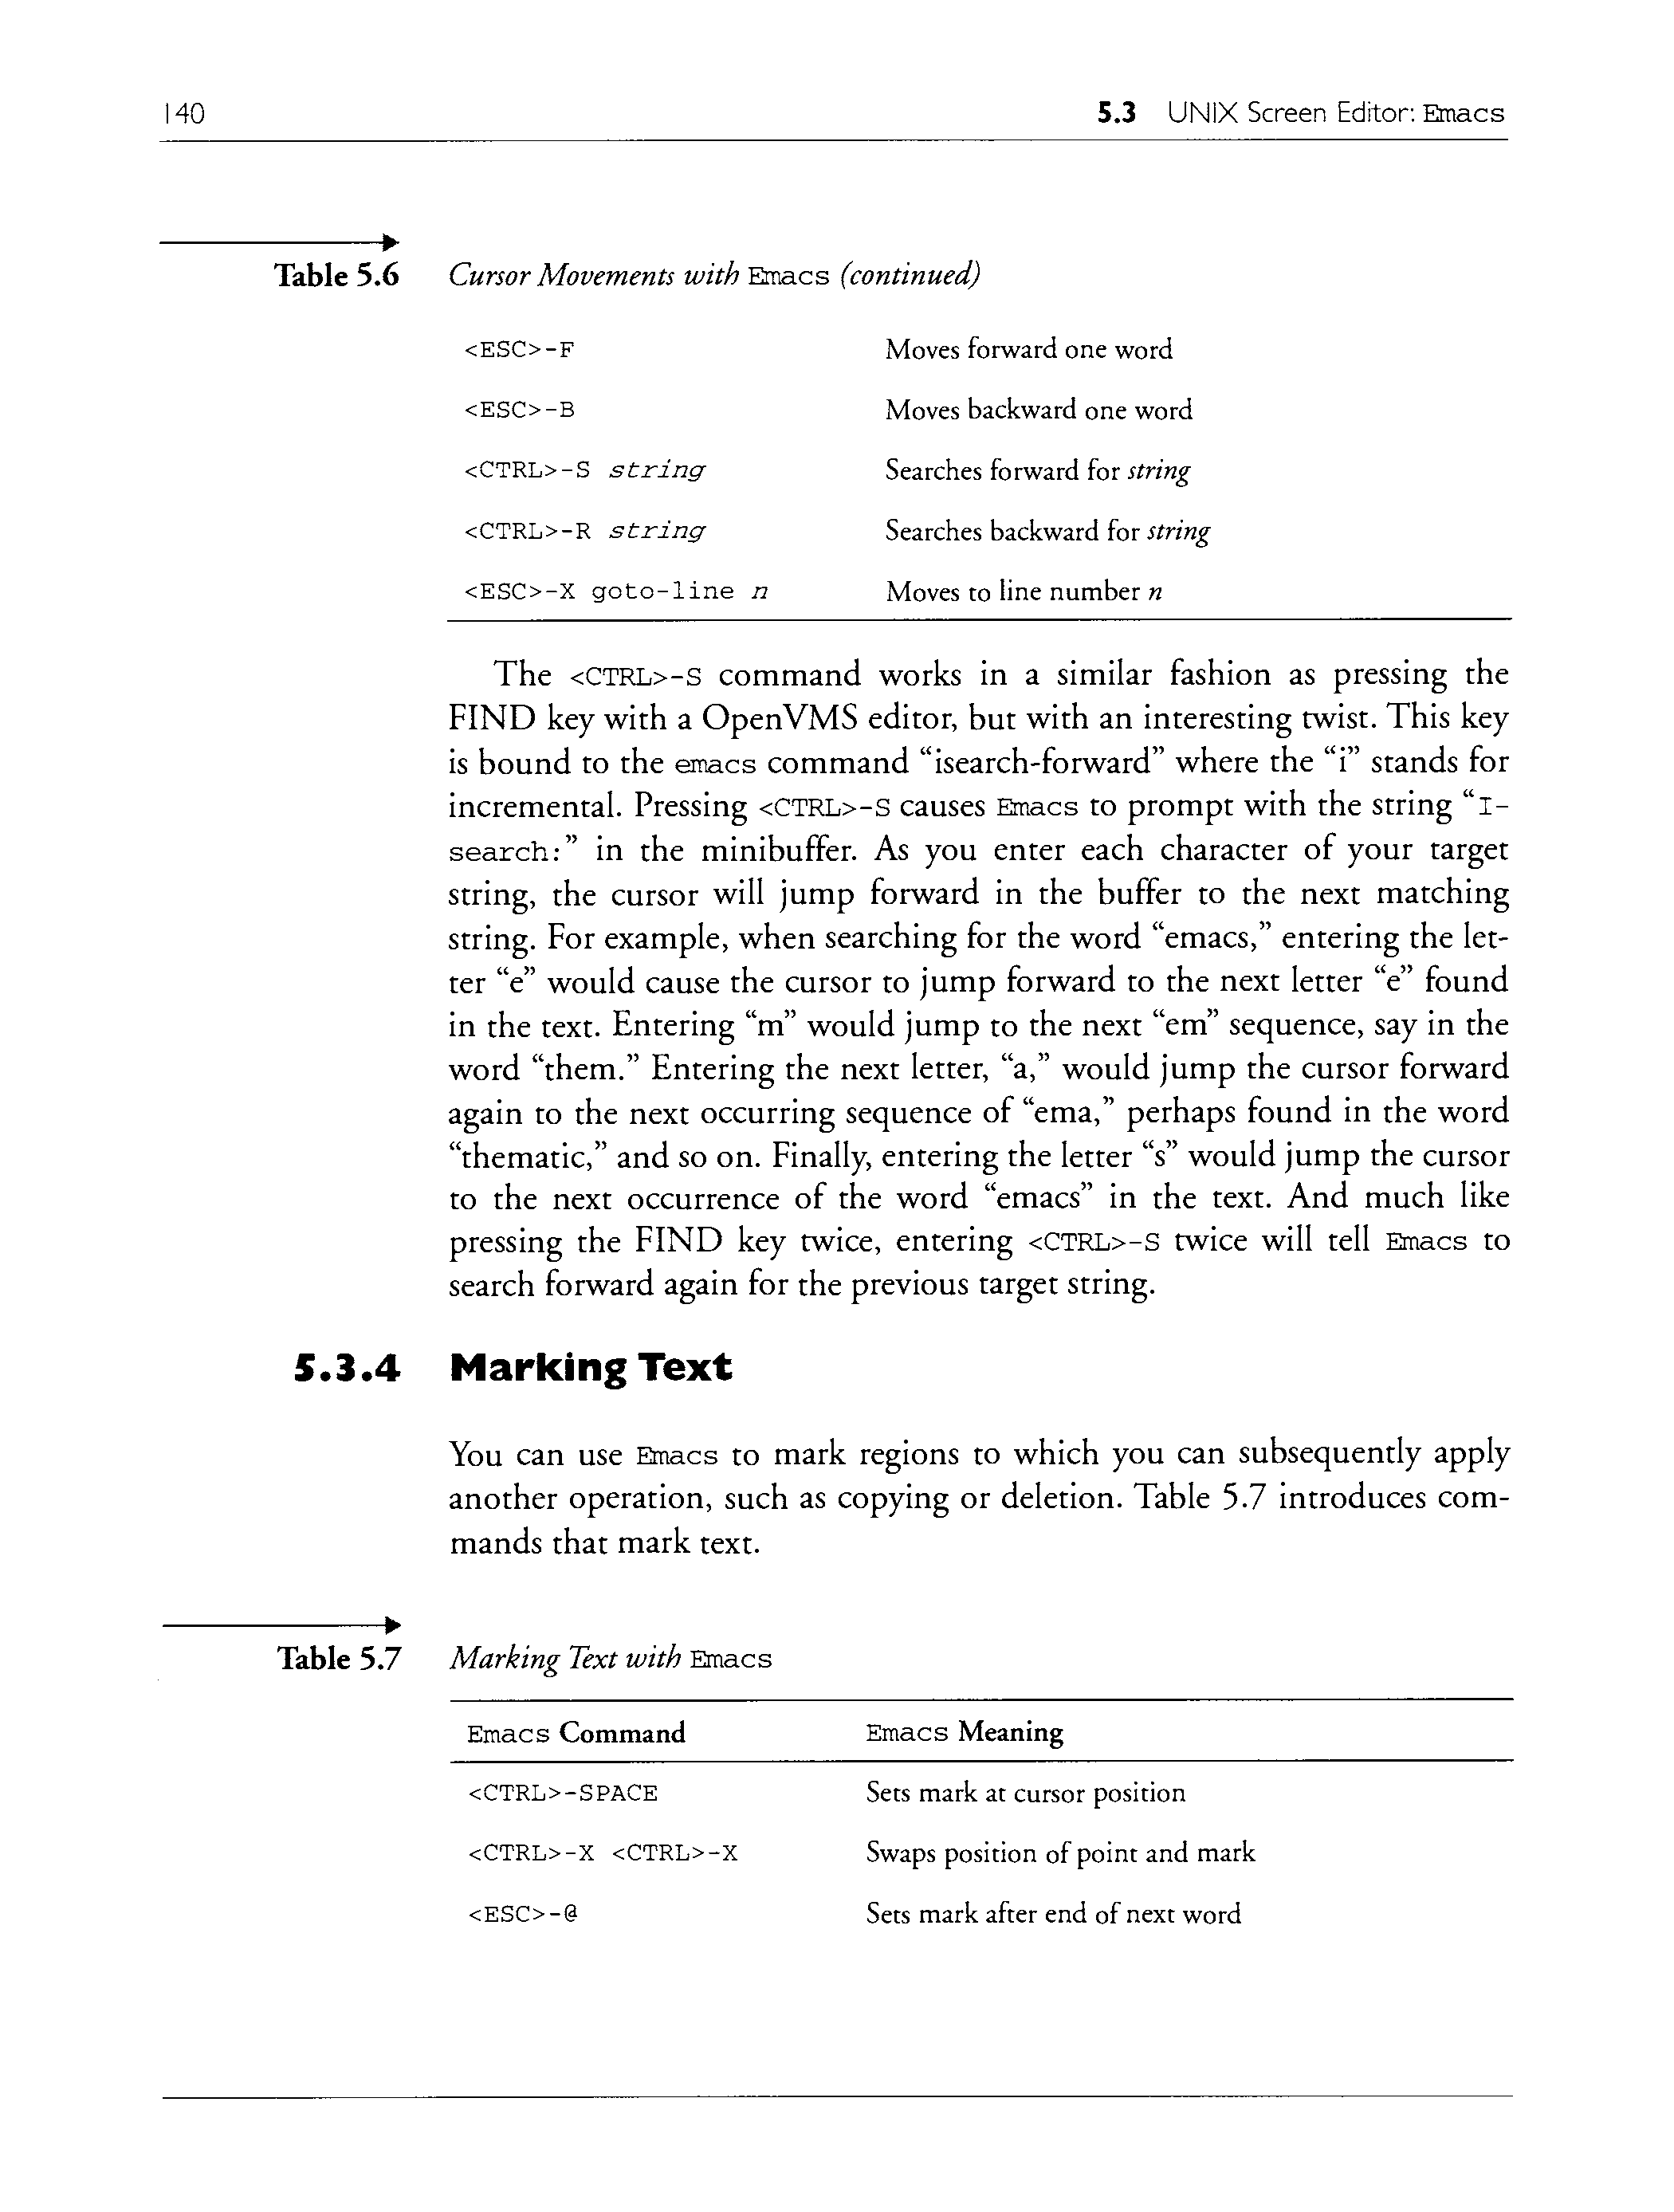 140
5.3 UNIX Screen Editor: Emacs
Table 5.6 Cursor Movements with Emacs (continued)
<ESC>-F Moves forward one word
<ESC>-B Moves backward one word
<CTRL>-S string Searches forward for string
<CTRL>-R string Searches backward for string
<ESC>-X goto-line n Moves to line number n
The <CTRL>-S command works in a similar fashion as pressing the
FIND key with a OpenVMS editor, but with an interesting twist. This key
is bound to the emacs command “isearch-forward” where the “i” stands for
incremental. Pressing <CTRL>-S causes Emacs to prompt with the string “I-
search:” in the minibuffer. As you enter each character of your target
string, the cursor will jump forward in the buffer to the next matching
string. For example, when searching for the word “emacs,” entering the let-
ter “e” would cause the cursor to jump forward to the next letter “e” found
in the text. Entering “m” would jump to the next “em” sequence, say in the
word “them.” Entering the next letter, “a,” would jump the cursor forward
again to the next occurring sequence of “ema,” perhaps found in the word
“thematic,” and so on. Finally, entering the letter “s” would jump the cursor
to the next occurrence of the word “emacs” in the text. And much like
pressing the FIND key twice, entering <CTRL>-S twice will tell Emacs to
search forward again for the previous target string.
5.3.4 Marking Text
You can use Emacs to mark regions to which you can subsequently apply
another operation, such as copying or deletion. Table 5.7 introduces com-
mands that mark text.
Table 5.7 Marking Text with Emacs
Emacs Command Emacs Meaning
<CTRL>-SPACE Sets mark at cursor position
<CTRL>-X <CTRL>-X Swaps position of point and mark
<ESC>-@ Sets mark after end of next word